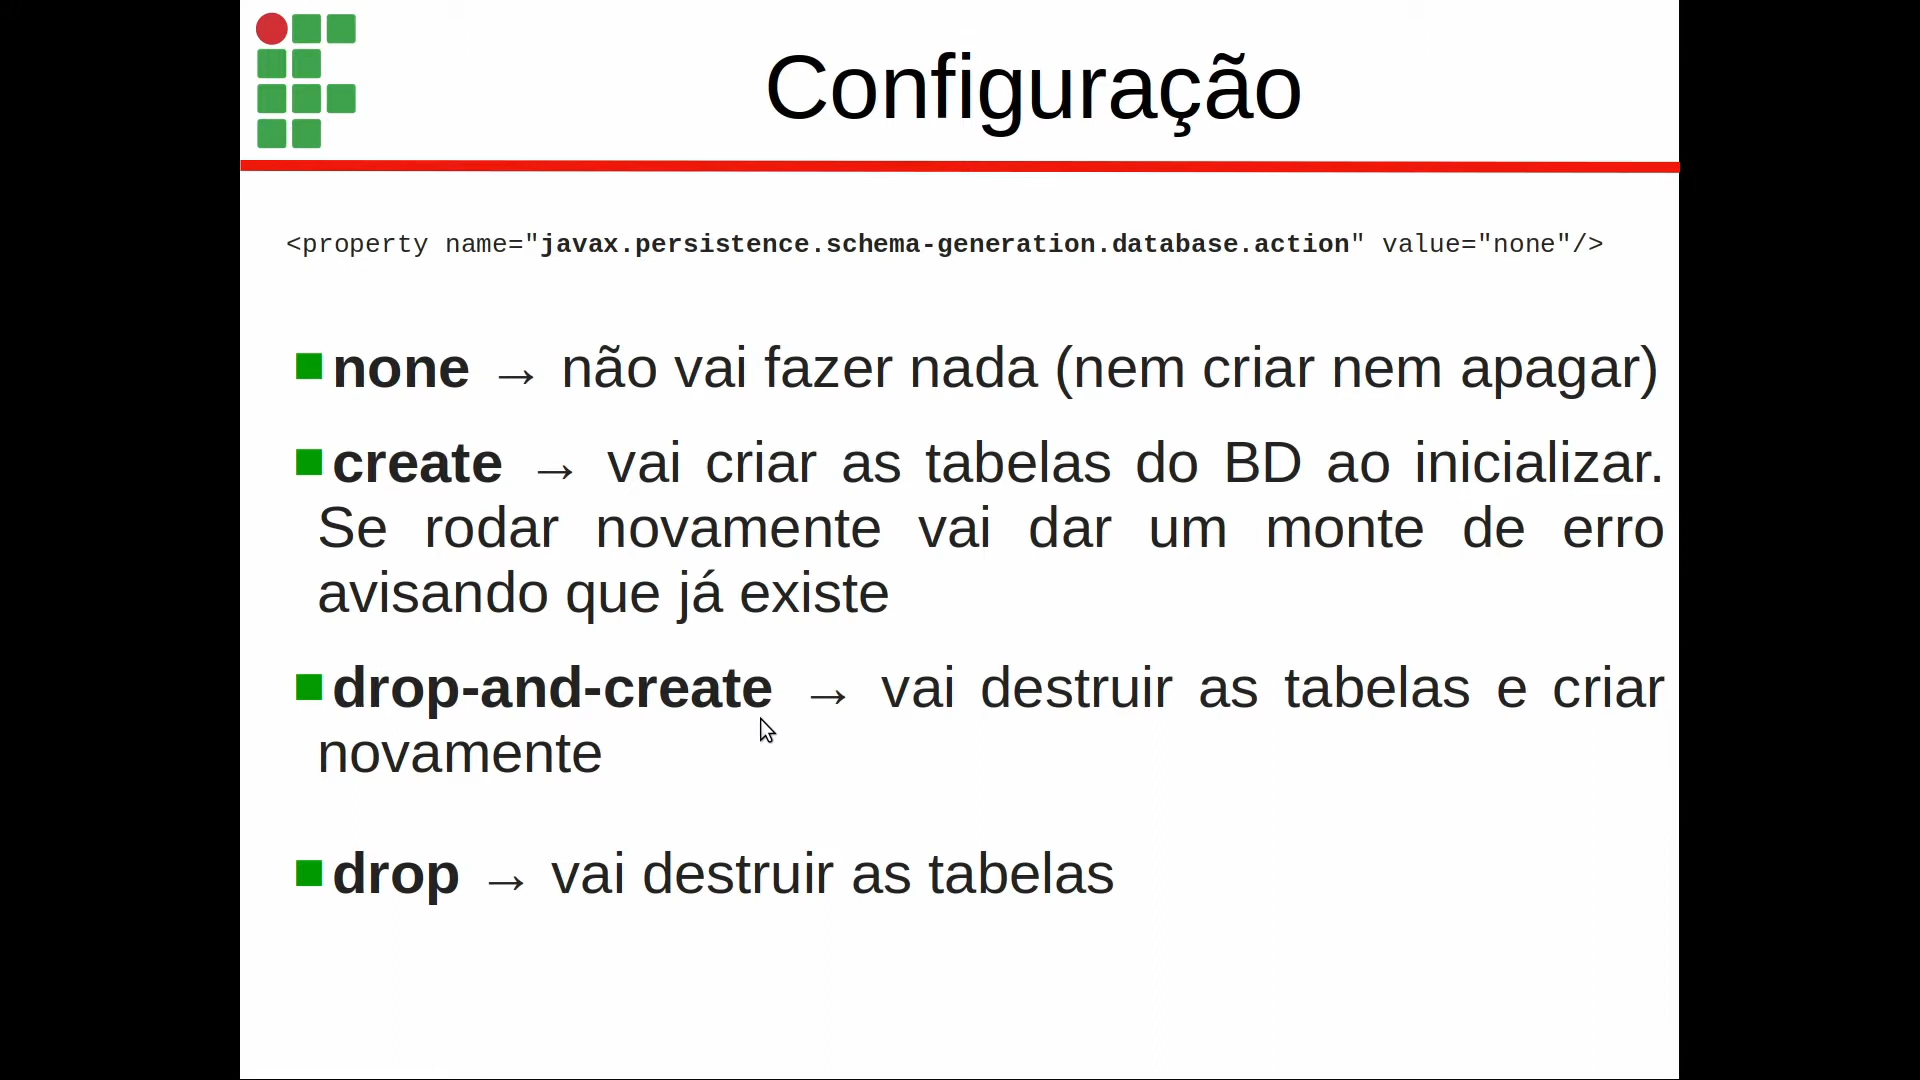 Configuração
<property name="javax.persistence.schema-generation.database.action" value="none"/>
none → não vai fazer nada (nem criar nem apagar)
create → vai criar as tabelas do BD ao inicializar.
Se rodar novamente vai dar um monte de erro
avisando que já existe
drop-and-create → vai destruir as tabelas e criar
novamente
drop → vai destruir as tabelas